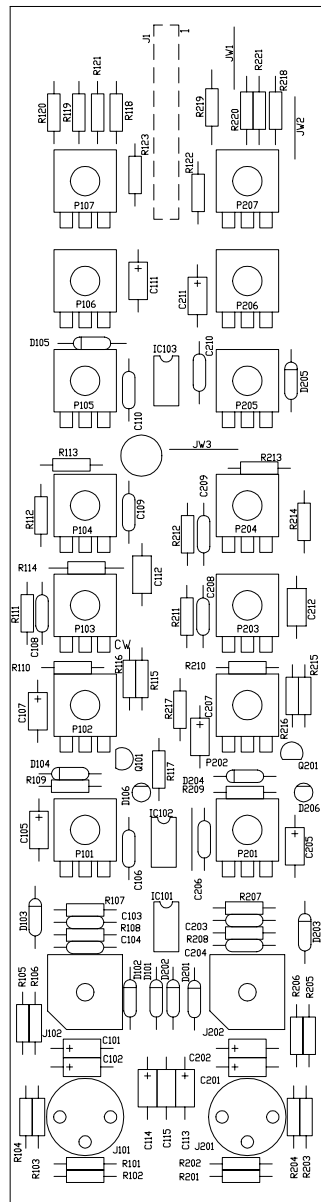 J1
1
JW1
R121
R221
R120
R119
R118
R219
R220
R218
JW2
R123
R122
P107
P207
P106
C111
C211
P206
D105
IC103
C210
P105
C110
P205
D205
JW3
R113
R213
R112
P104
C109
C209
R212
P204
R214
R114
C112
R111
C108
P103
R211
C208
P203
C212
CW
R110
R116
R115
R210
R215
C107
P102
R217
C207
P202
R216
Q101
Q201
D104
R109
D106
R117
D204
R209
D206
C105
IC102
P101
C106
C206
P201
C205
D103
R107
C103
R108
C104
IC101
R207
C203
R208
C204
D203
R105
R106
D102
D101
D202
D201
R206
R205
J102
J202
C101
C102
C202
C201
C114
C115
C113
R104
R103
J101
J201
R204
R203
R101
R102
R202
R201